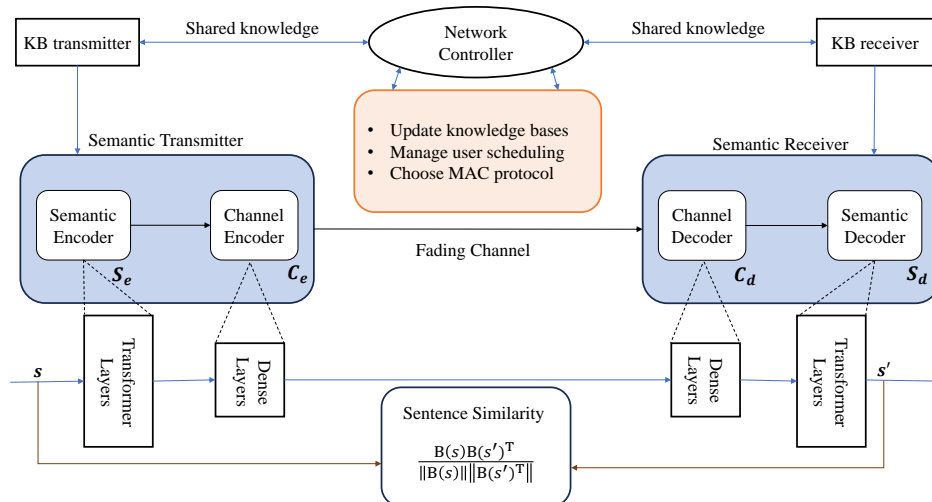 KB transmitter
Shared knowledge
Network
Controller
Shared knowledge
KB receiver
• Update knowledge bases
• Manage user scheduling
• Choose MAC protocol
Semantic Transmitter
Semantic Receiver
Semantic
Encoder
Channel
Encoder
Channel
Decoder
Semantic
Decoder
Fading Channel
S_e
C_e
C_d
S_d
s
Transformer
Layers
Dense
Layers
Dense
Layers
Transformer
Layers
s'
Sentence Similarity
B(s)B(s′)ᵀ
‖B(s)‖‖B(s′)ᵀ‖